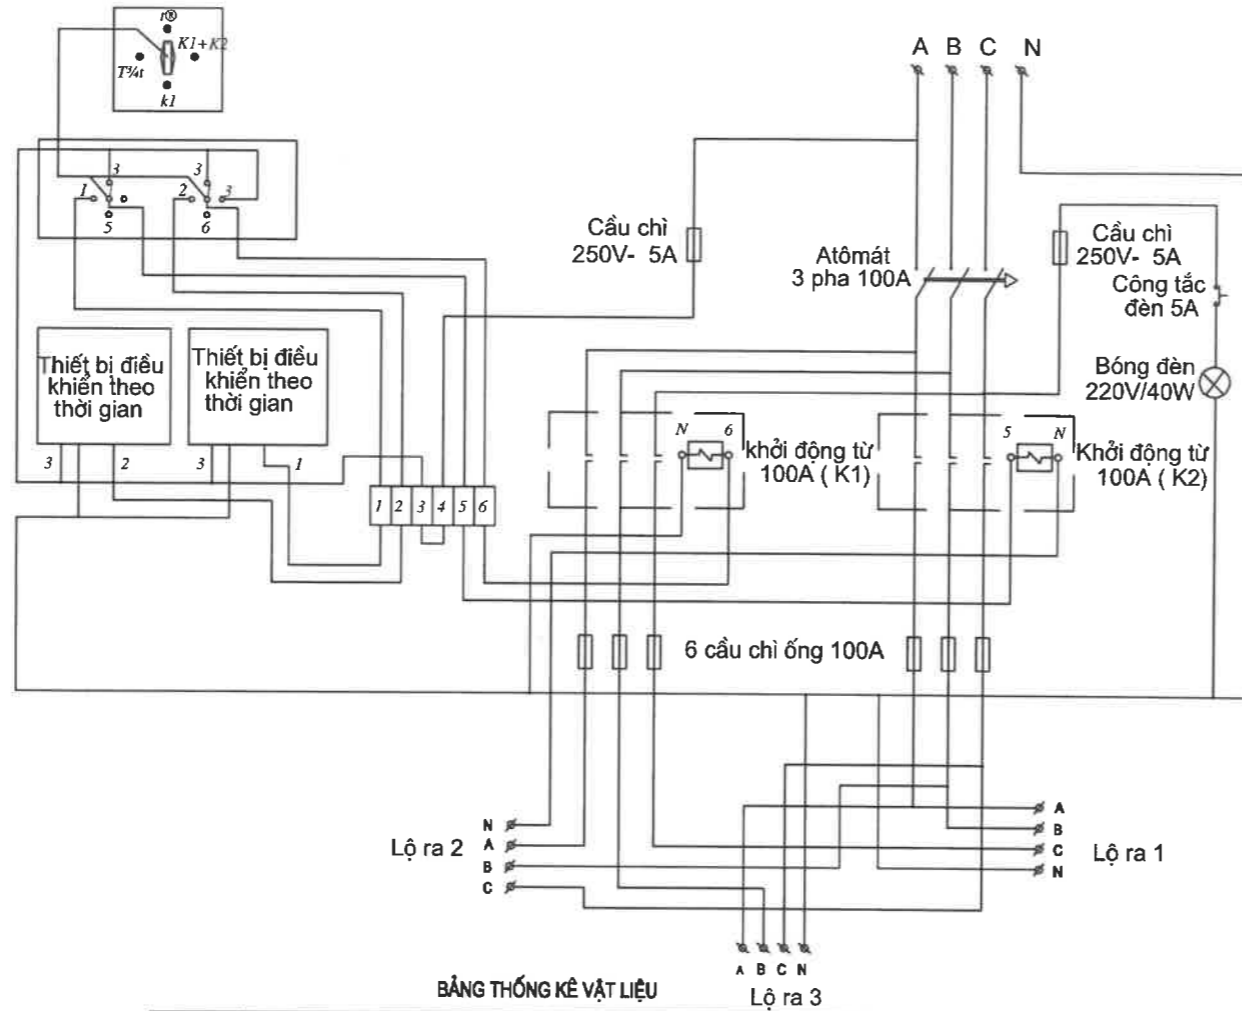 t®
K1+K2
T¾t
k1
A B C N
3 3
1 2 3
5 6
Cầu chì
250V- 5A
Atômát
3 pha 100A
Cầu chì
250V- 5A
Công tắc
đèn 5A
Bóng đèn
220V/40W
Thiết bị điều
khiển theo
thời gian
Thiết bị điều
khiển theo
thời gian
3 2 3 1
N 6
khởi động từ
100A ( K1)
5 N
Khởi động từ
100A ( K2)
1 2 3 4 5 6
6 cầu chì ống 100A
Lộ ra 2
N
A
B
C
A
B
C
N
Lộ ra 1
A B C N
Lộ ra 3
BẢNG THỐNG KÊ VẬT LIỆU